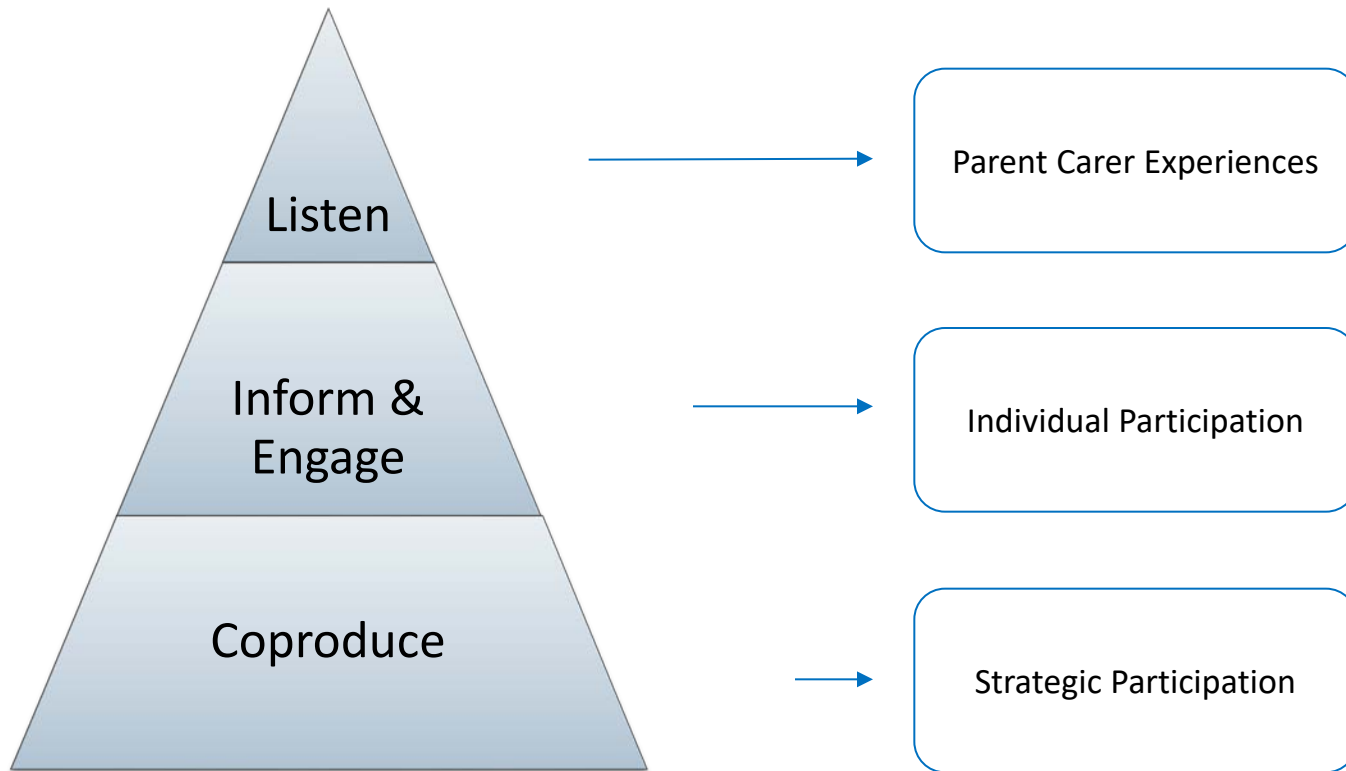 Listen
Parent Carer Experiences
Inform &
Engage
Individual Participation
Coproduce
Strategic Participation